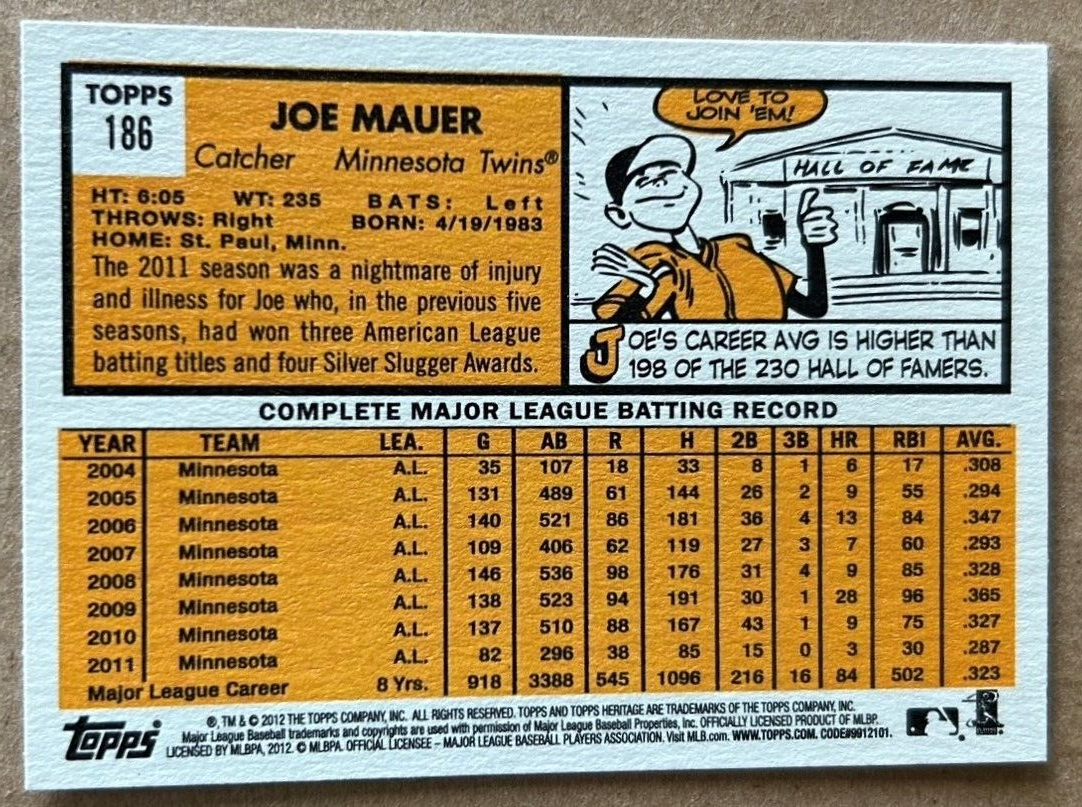 TOPPS
186
JOE MAUER
Catcher Minnesota Twins®
HT: 6:05 WT: 235 BATS: Left
THROWS: Right BORN: 4/19/1983
HOME: St. Paul, Minn.
The 2011 season was a nightmare of injury
and illness for Joe who, in the previous five
seasons, had won three American League
batting titles and four Silver Slugger Awards.
LOVE TO
JOIN 'EM!
HALL OF FAME
JOE'S CAREER AVG IS HIGHER THAN
198 OF THE 230 HALL OF FAMERS.
COMPLETE MAJOR LEAGUE BATTING RECORD
YEAR TEAM LEA. G AB R H 2B 3B HR RBI AVG.
2004 Minnesota A.L. 35 107 18 33 8 1 6 17 .308
2005 Minnesota A.L. 131 489 61 144 26 2 9 55 .294
2006 Minnesota A.L. 140 521 86 181 36 4 13 84 .347
2007 Minnesota A.L. 109 406 62 119 27 3 7 60 .293
2008 Minnesota A.L. 146 536 98 176 31 4 9 85 .328
2009 Minnesota A.L. 138 523 94 191 30 1 28 96 .365
2010 Minnesota A.L. 137 510 88 167 43 1 9 75 .327
2011 Minnesota A.L. 82 296 38 85 15 0 3 30 .287
Major League Career 8 Yrs. 918 3388 545 1096 216 16 84 502 .323
topps
®, TM & © 2012 THE TOPPS COMPANY, INC. ALL RIGHTS RESERVED. TOPPS AND TOPPS HERITAGE ARE TRADEMARKS OF THE TOPPS COMPANY, INC.
Major League Baseball trademarks and copyrights are used with permission of Major League Baseball Properties, Inc. OFFICIALLY LICENSED PRODUCT OF MLBP.
LICENSED BY MLBPA, 2012. © MLBPA. OFFICIAL LICENSEE – MAJOR LEAGUE BASEBALL PLAYERS ASSOCIATION. Visit MLB.com. WWW.TOPPS.COM. CODE#9912101.